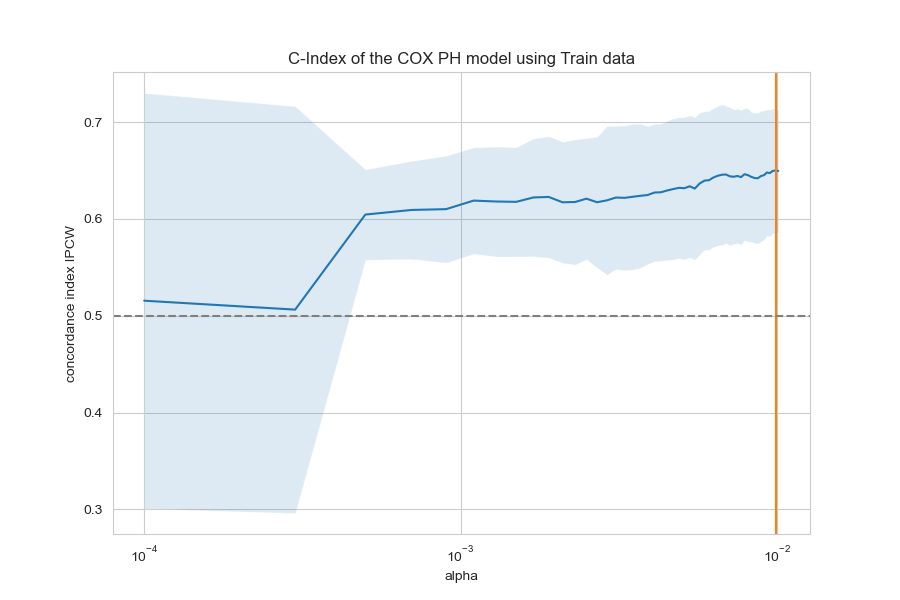 C-Index of the COX PH model using Train data
concordance index IPCW
0.7
0.6
0.5
0.4
0.3
10⁻⁴
10⁻³
10⁻²
alpha